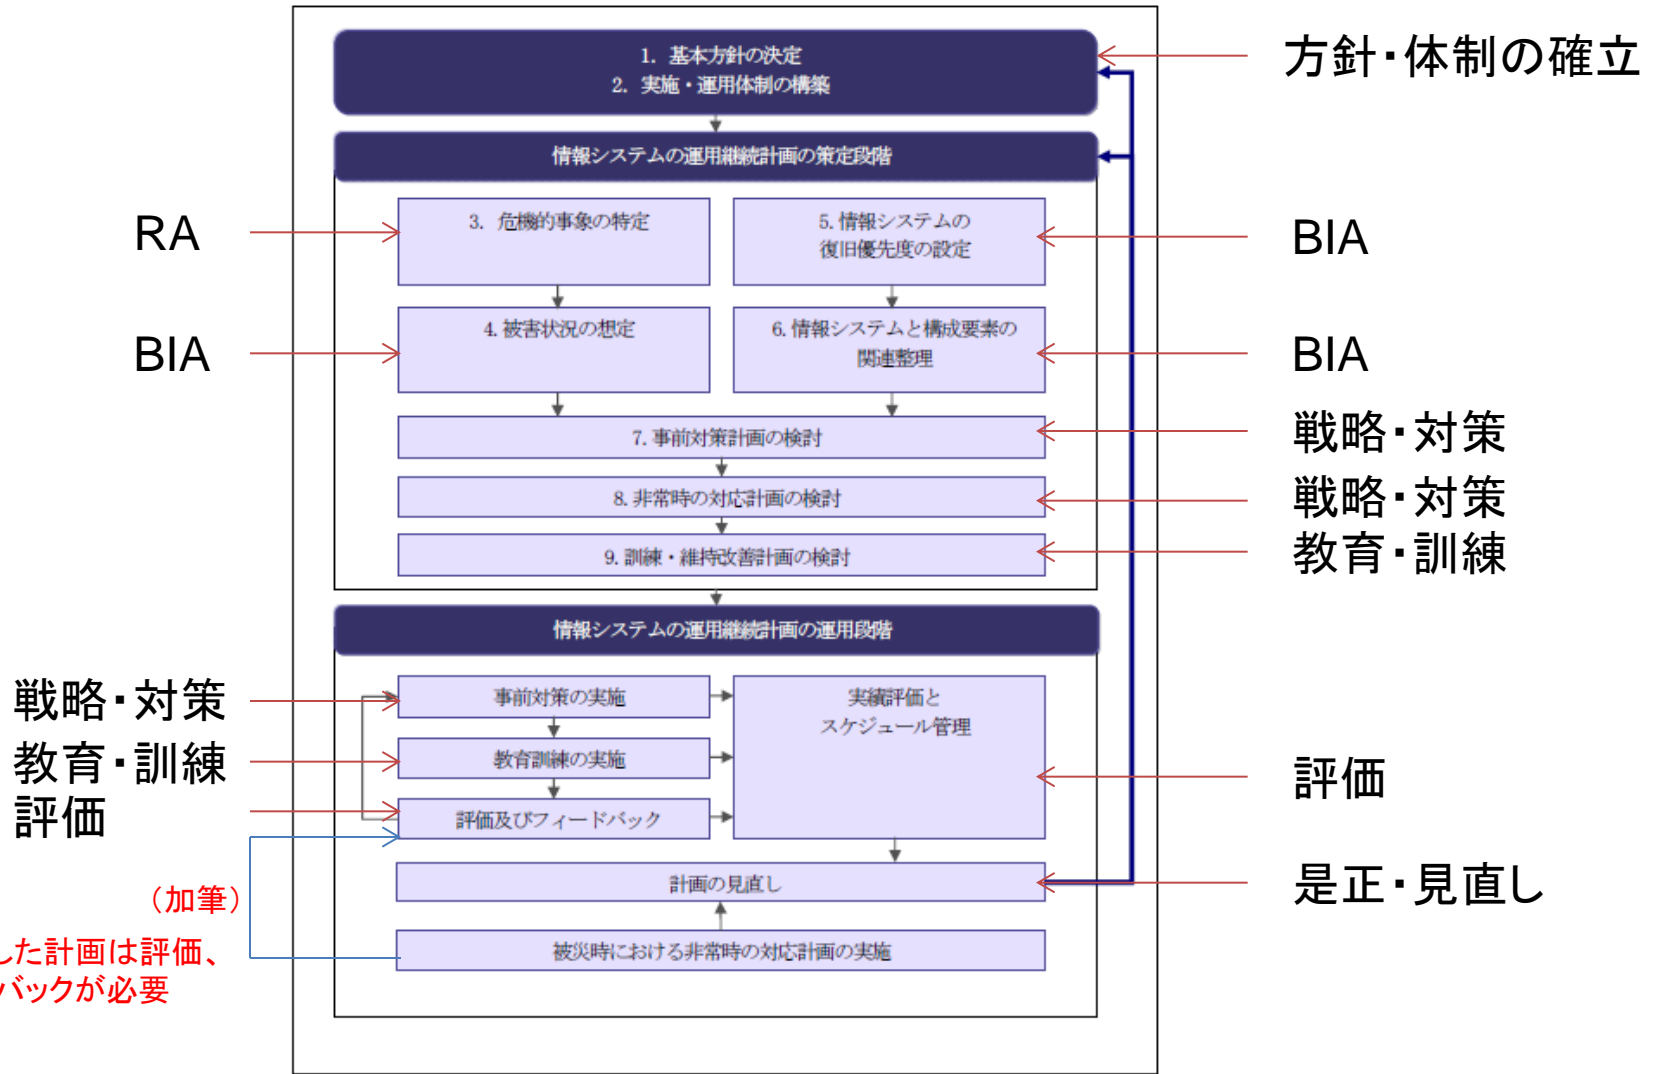 1. 基本方針の決定
2. 実施・運用体制の構築
方針・体制の確立
情報システムの運用継続計画の策定段階
RA
3. 危機的事象の特定
5. 情報システムの
復旧優先度の設定
BIA
BIA
4. 被害状況の想定
6. 情報システムと構成要素の
関連整理
BIA
7. 事前対策計画の検討
戦略・対策
8. 非常時の対応計画の検討
戦略・対策
9. 訓練・維持改善計画の検討
教育・訓練
情報システムの運用継続計画の運用段階
戦略・対策
事前対策の実施
実績評価と
スケジュール管理
教育・訓練
教育訓練の実施
評価
評価
評価及びフィードバック
計画の見直し
是正・見直し
（加筆）
した計画は評価、
バックが必要
被災時における非常時の対応計画の実施